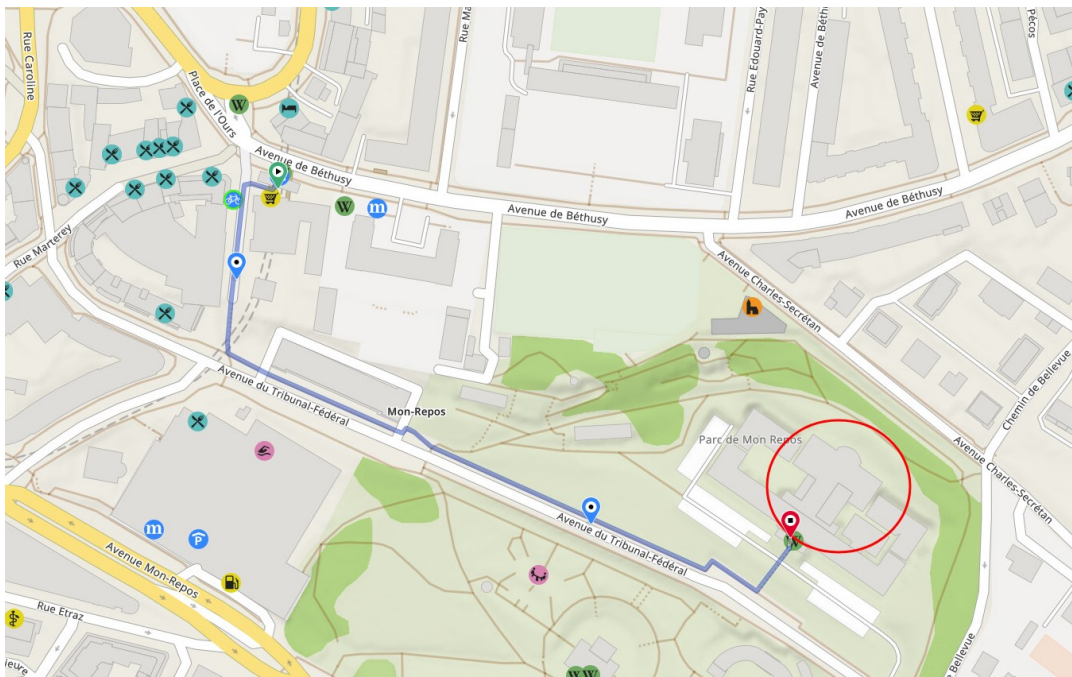 Rue Caroline
Place de l'Ours
Rue Ma
Rue Edouard-Pay
Avenue de Bét
Pécos
Avenue de Béthusy
Avenue de Béthusy
Avenue de Béthusy
Rue Marterey
Avenue Charles-Secrétan
Avenue du Tribunal-Fédéral
Mon-Repos
Parc de Mon Repos
Chemin de Bellevue
Avenue Charles-Secrétan
Avenue du Tribunal-Fédéral
Avenue Mon-Repos
Rue Etraz
ieure
e Bellevue
W
W
m
m
P
W
W
W